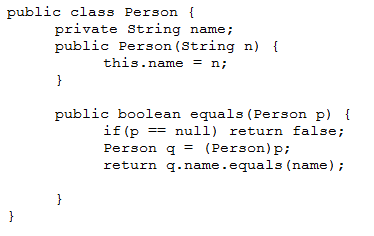 public class Person {
    private String name;
    public Person(String n) {
        this.name = n;
    }

    public boolean equals(Person p) {
        if(p == null) return false;
        Person q = (Person)p;
        return q.name.equals(name);

    }
}